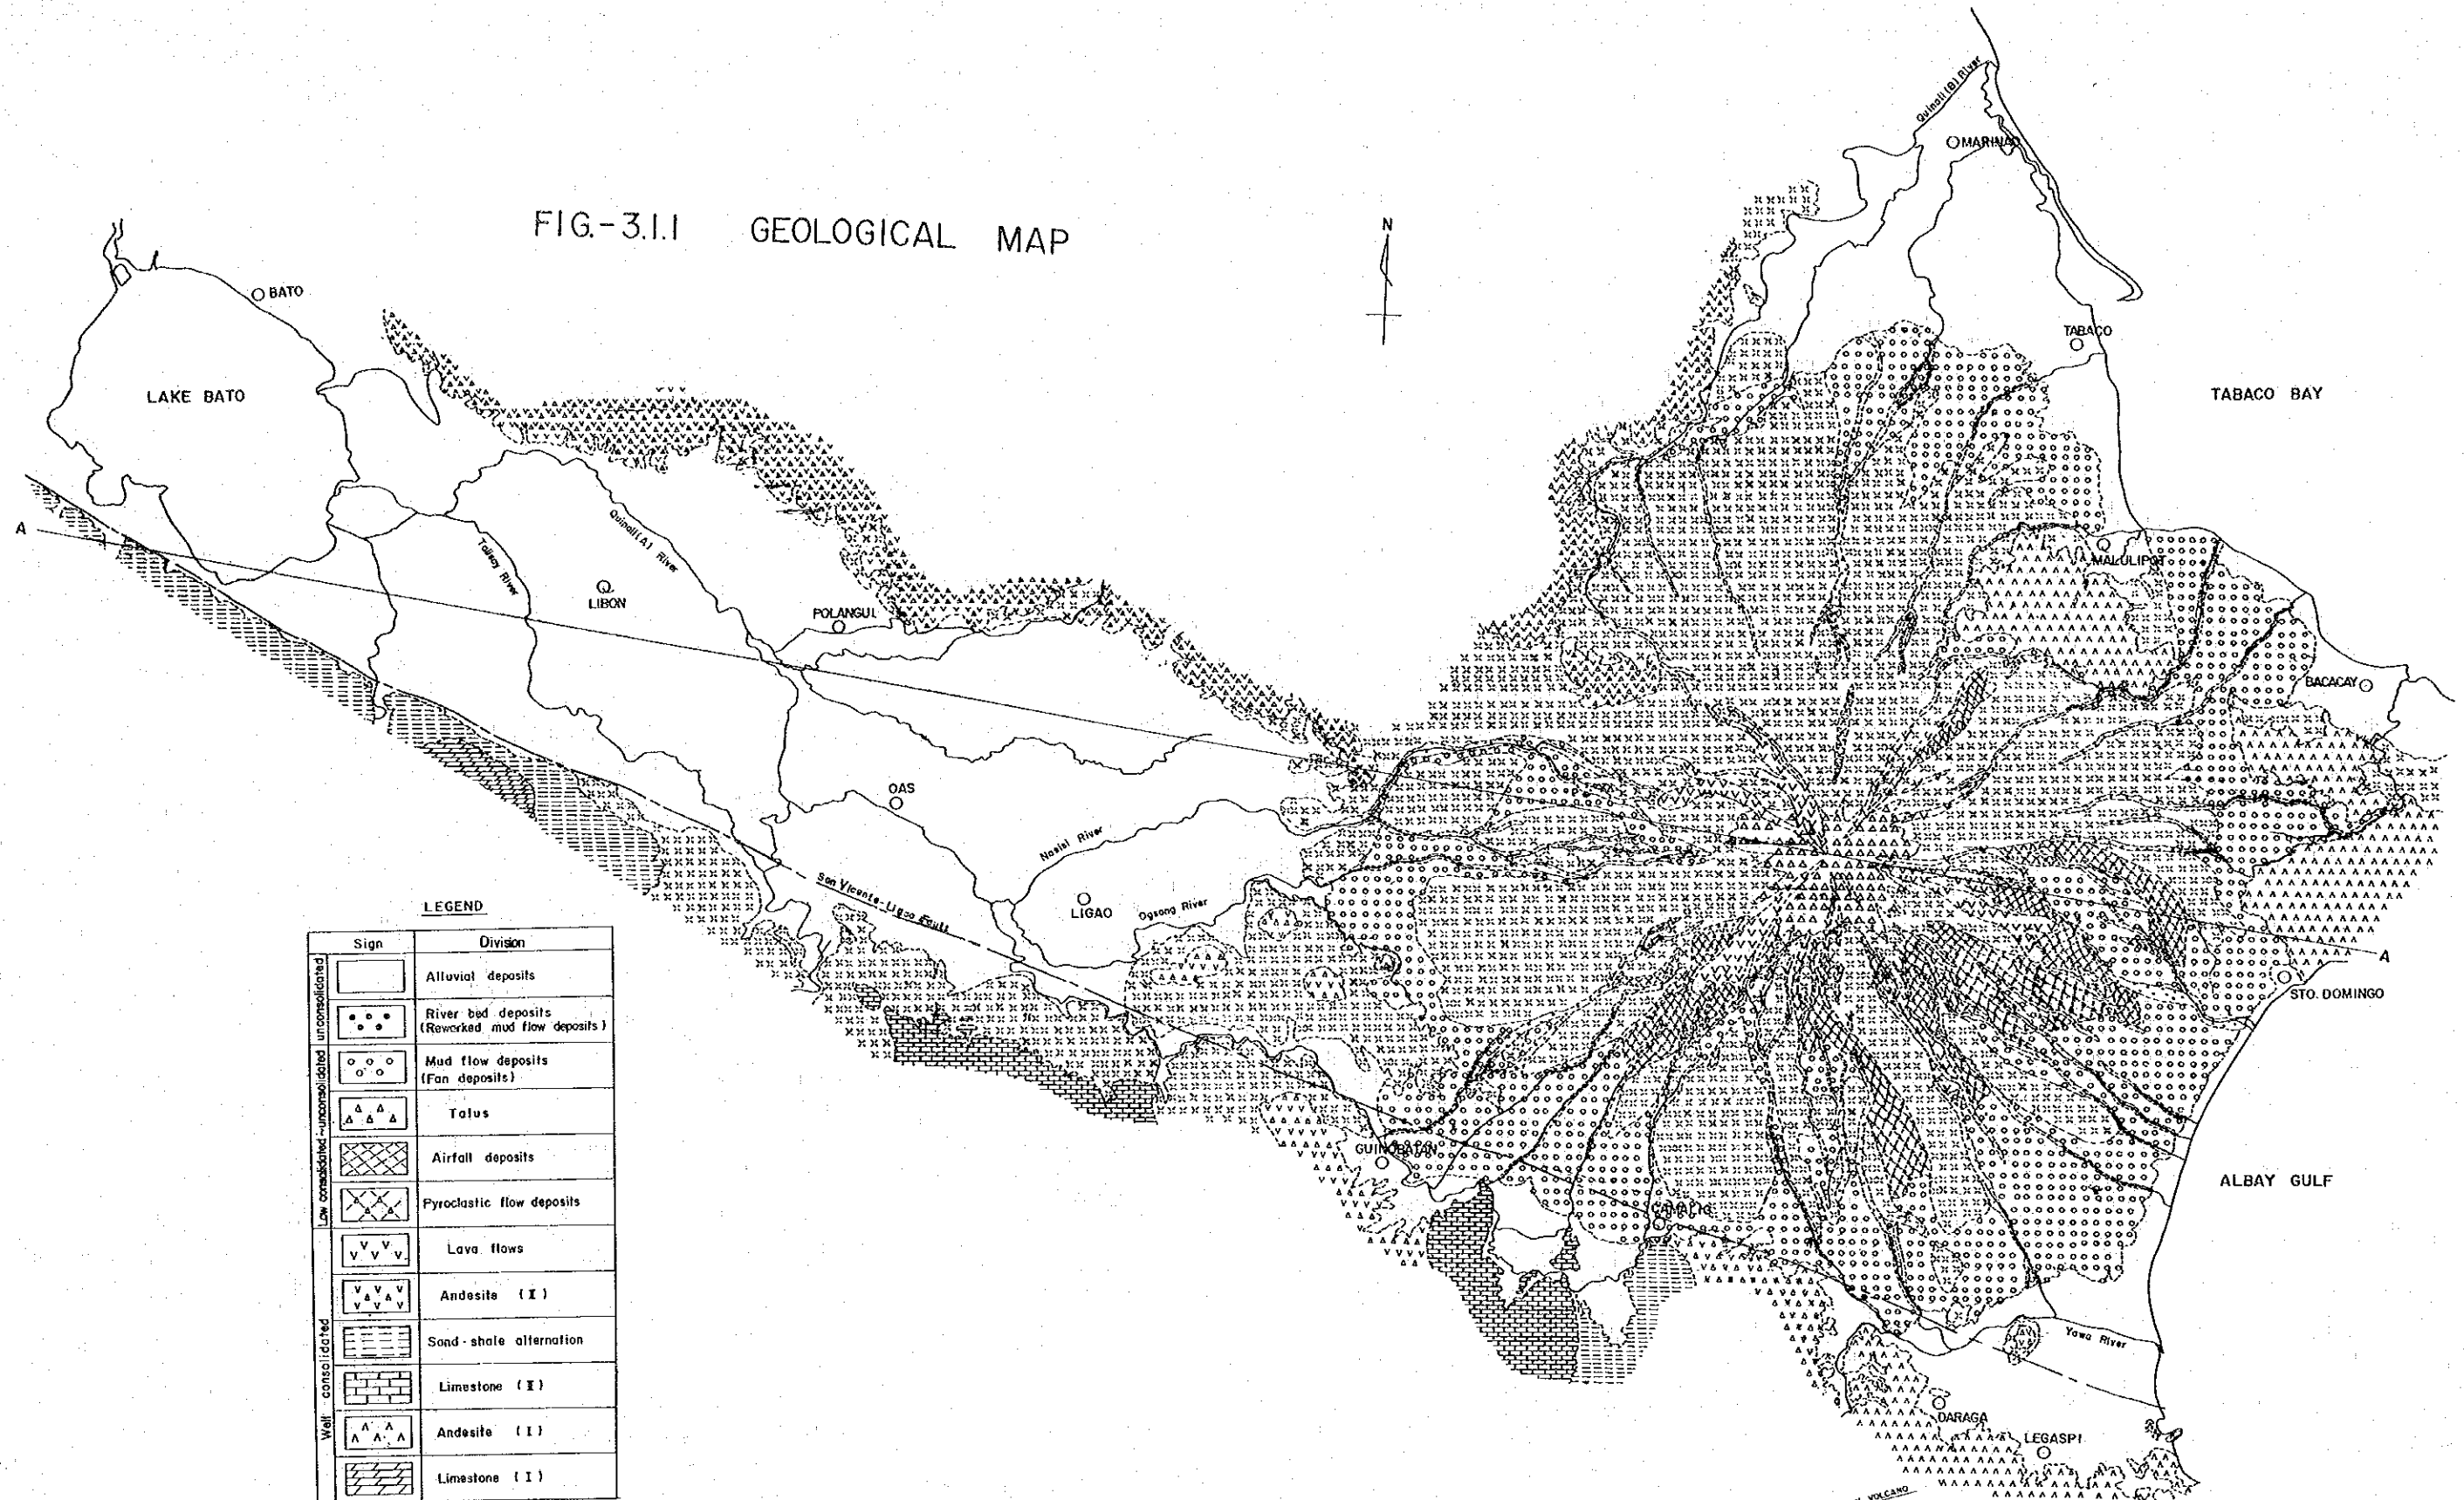 FIG.-3.1.1 GEOLOGICAL MAP
N
Quinali(B) River
MARINAO
BATO
LAKE BATO
TABACO
TABACO BAY
A
Talisay River
Quinali(A) River
LIBON
POLANGUI
MALULIPOT
BACACAY
OAS
Nasisi River
San Vicente-Ligao Fault
LIGAO
Ogsong River
A
STO. DOMINGO
GUINOBATAN
CAMALIG
ALBAY GULF
Yawa River
DARAGA
LEGASPI
VOLCANO
LEGEND
Sign Division
unconsolidated
Alluvial deposits
River bed deposits
(Reworked mud flow deposits)
Low consolidated~unconsolidated
Mud flow deposits
(Fan deposits)
Talus
Airfall deposits
Pyroclastic flow deposits
Well consolidated
Lava flows
Andesite (II)
Sand-shale alternation
Limestone (II)
Andesite (I)
Limestone (I)